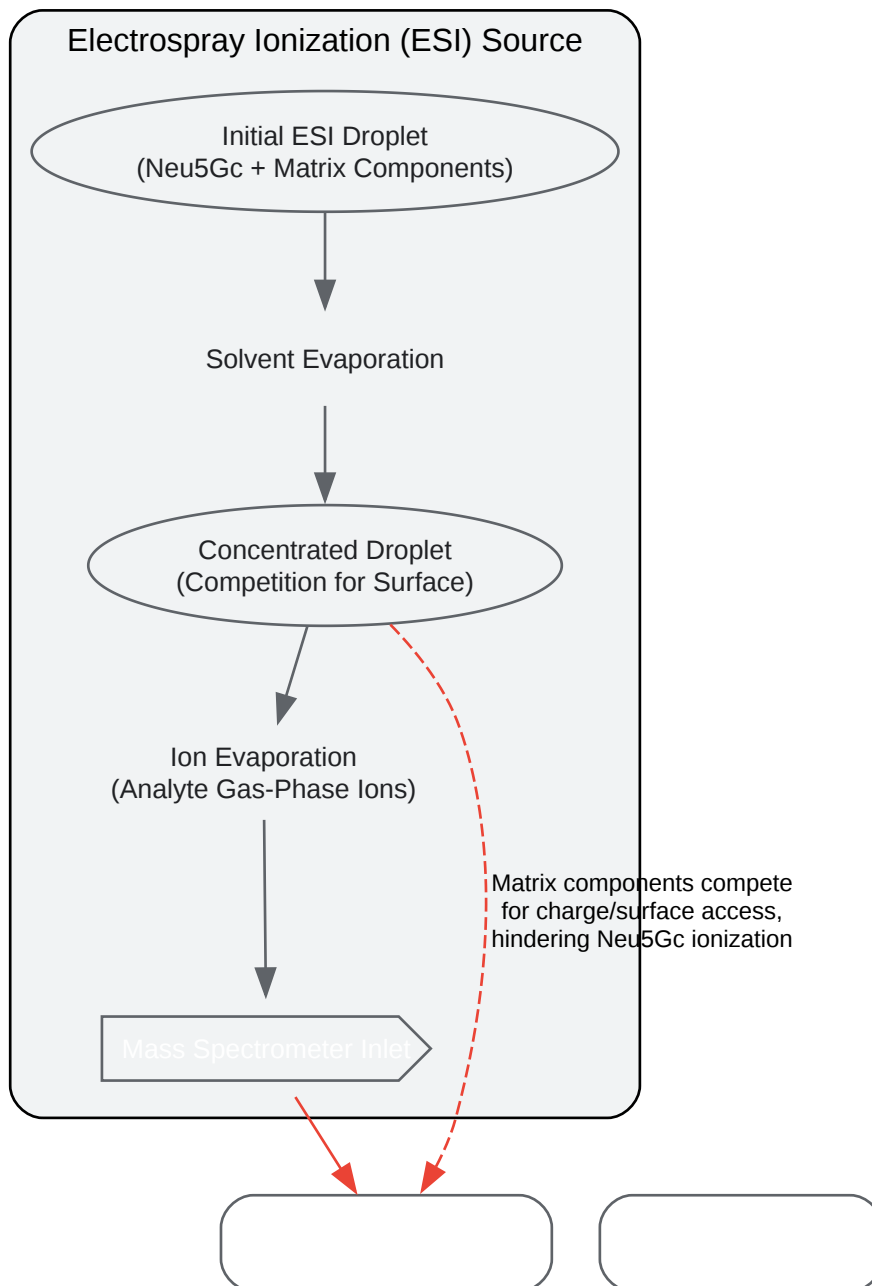 Electrospray Ionization (ESI) Source
Initial ESI Droplet
(Neu5Gc + Matrix Components)
Solvent Evaporation
Concentrated Droplet
(Competition for Surface)
Ion Evaporation
(Analyte Gas-Phase Ions)
Matrix components compete
for charge/surface access,
hindering Neu5Gc ionization
Mass Spectrometer Inlet